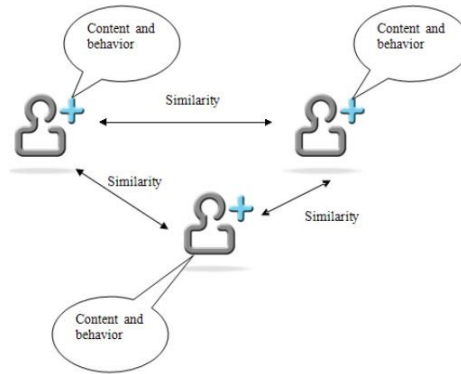 Content and
behavior
Content and
behavior
Similarity
Similarity
Similarity
Content and
behavior